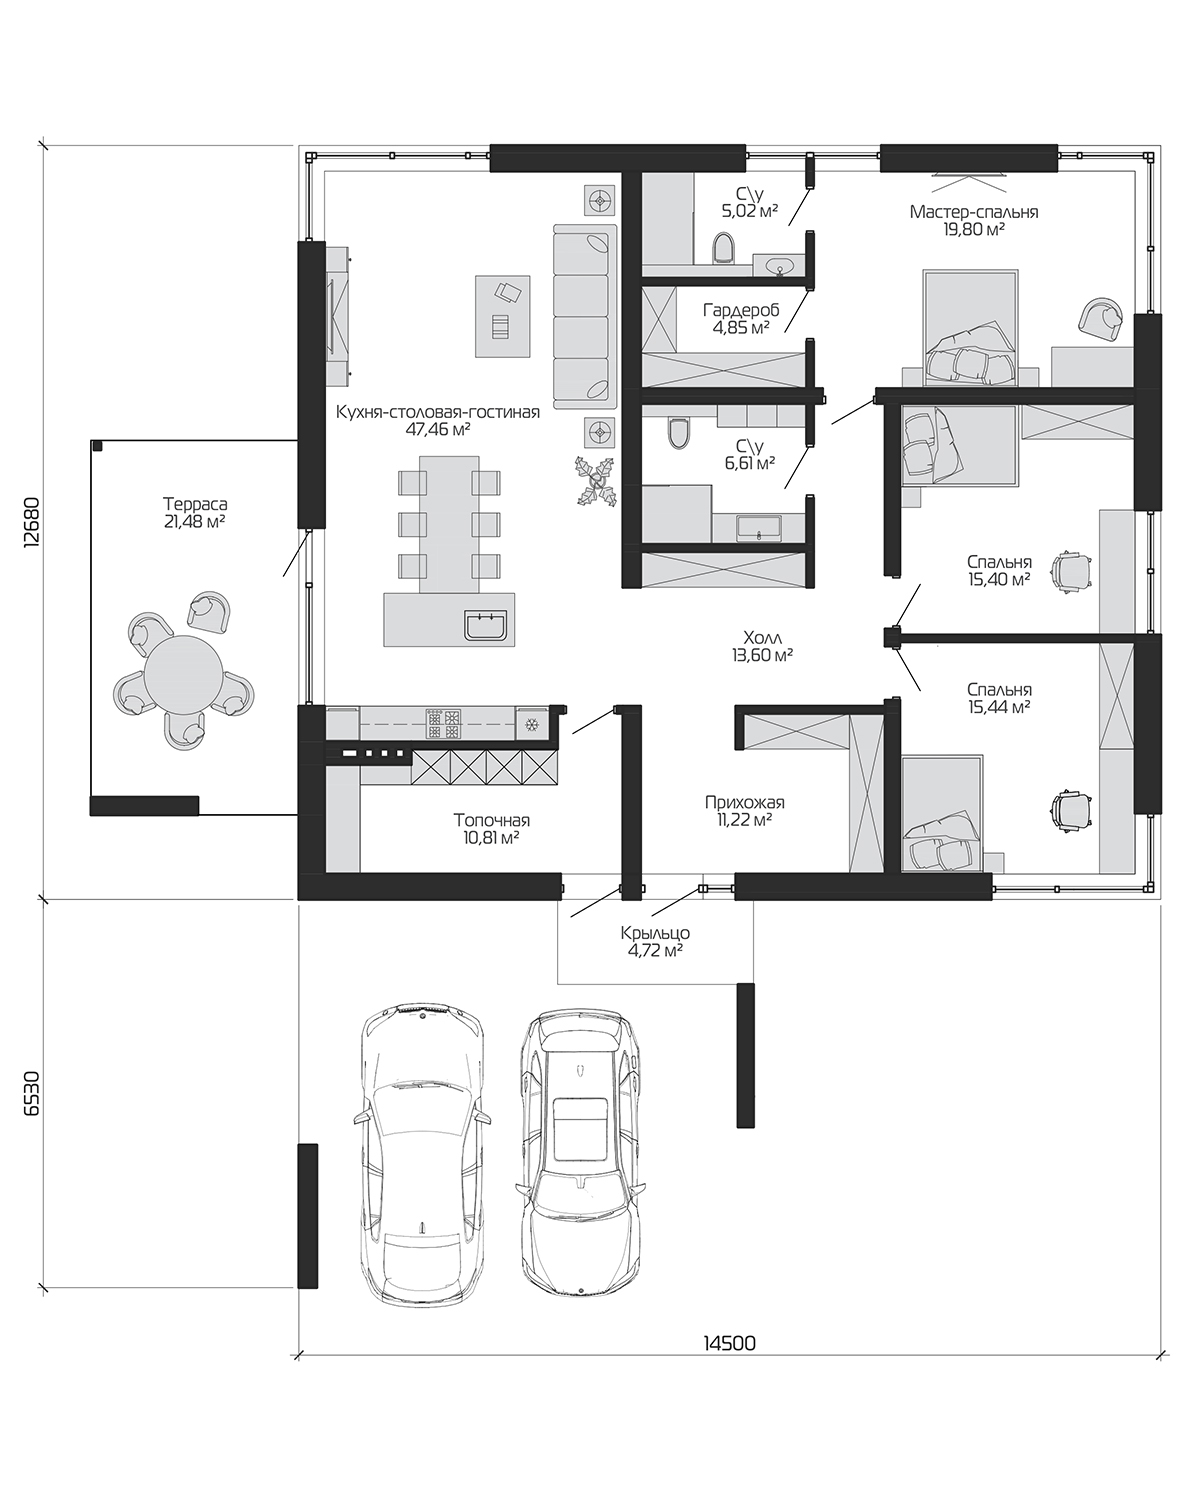 С\у
5,02 м²
Мастер-спальня
19,80 м²
Гардероб
4,85 м²
Кухня-столовая-гостиная
47,46 м²
С\у
6,61 м²
Терраса
21,48 м²
12680
Спальня
15,40 м²
Холл
13,60 м²
Спальня
15,44 м²
Прихожая
11,22 м²
Топочная
10,81 м²
Крыльцо
4,72 м²
6530
14500